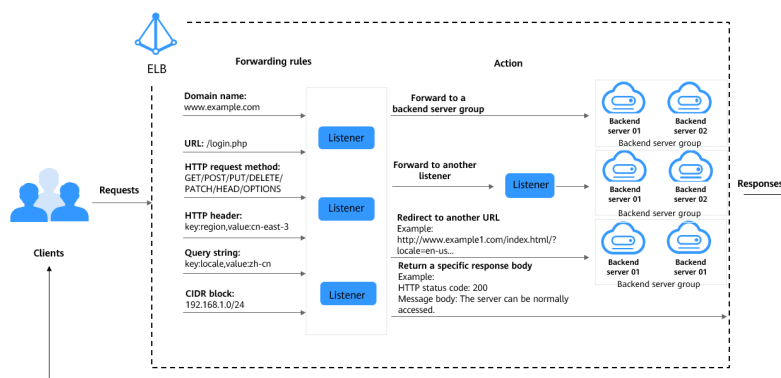 ELB
Forwarding rules
Action
Domain name:
www.example.com
URL: /login.php
HTTP request method:
GET/POST/PUT/DELETE/
PATCH/HEAD/OPTIONS
HTTP header:
key:region,value:cn-east-3
Query string:
key:locale,value:zh-cn
CIDR block:
192.168.1.0/24
Clients
Requests
Listener
Listener
Listener
Forward to a
backend server group
Forward to another
listener
Listener
Redirect to another URL
Example:
http://www.example1.com/index.html/?
locale=en-us...
Return a specific response body
Example:
HTTP status code: 200
Message body: The server can be normally
accessed.
Backend
server 01
Backend
server 02
Backend server group
Backend
server 01
Backend
server 01
Backend server group
Backend
server 01
Backend
server 01
Backend server group
Responses